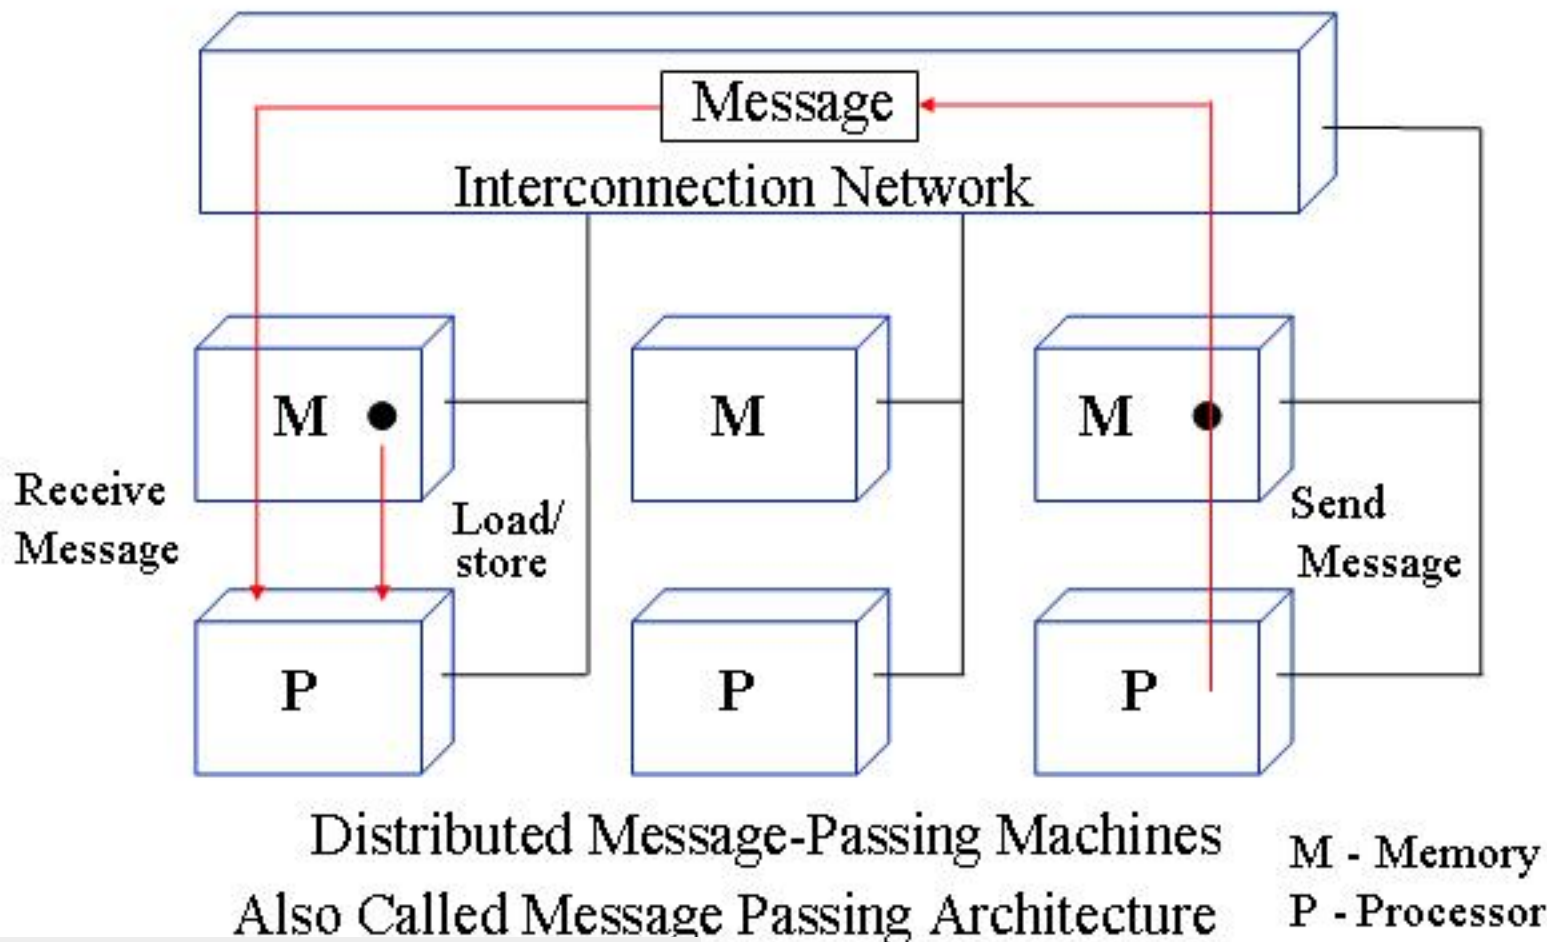 Message
Interconnection Network
M
M
M
Receive
Message
Load/
store
Send
Message
P
P
P
Distributed Message-Passing Machines
Also Called Message Passing Architecture
M - Memory
P - Processor